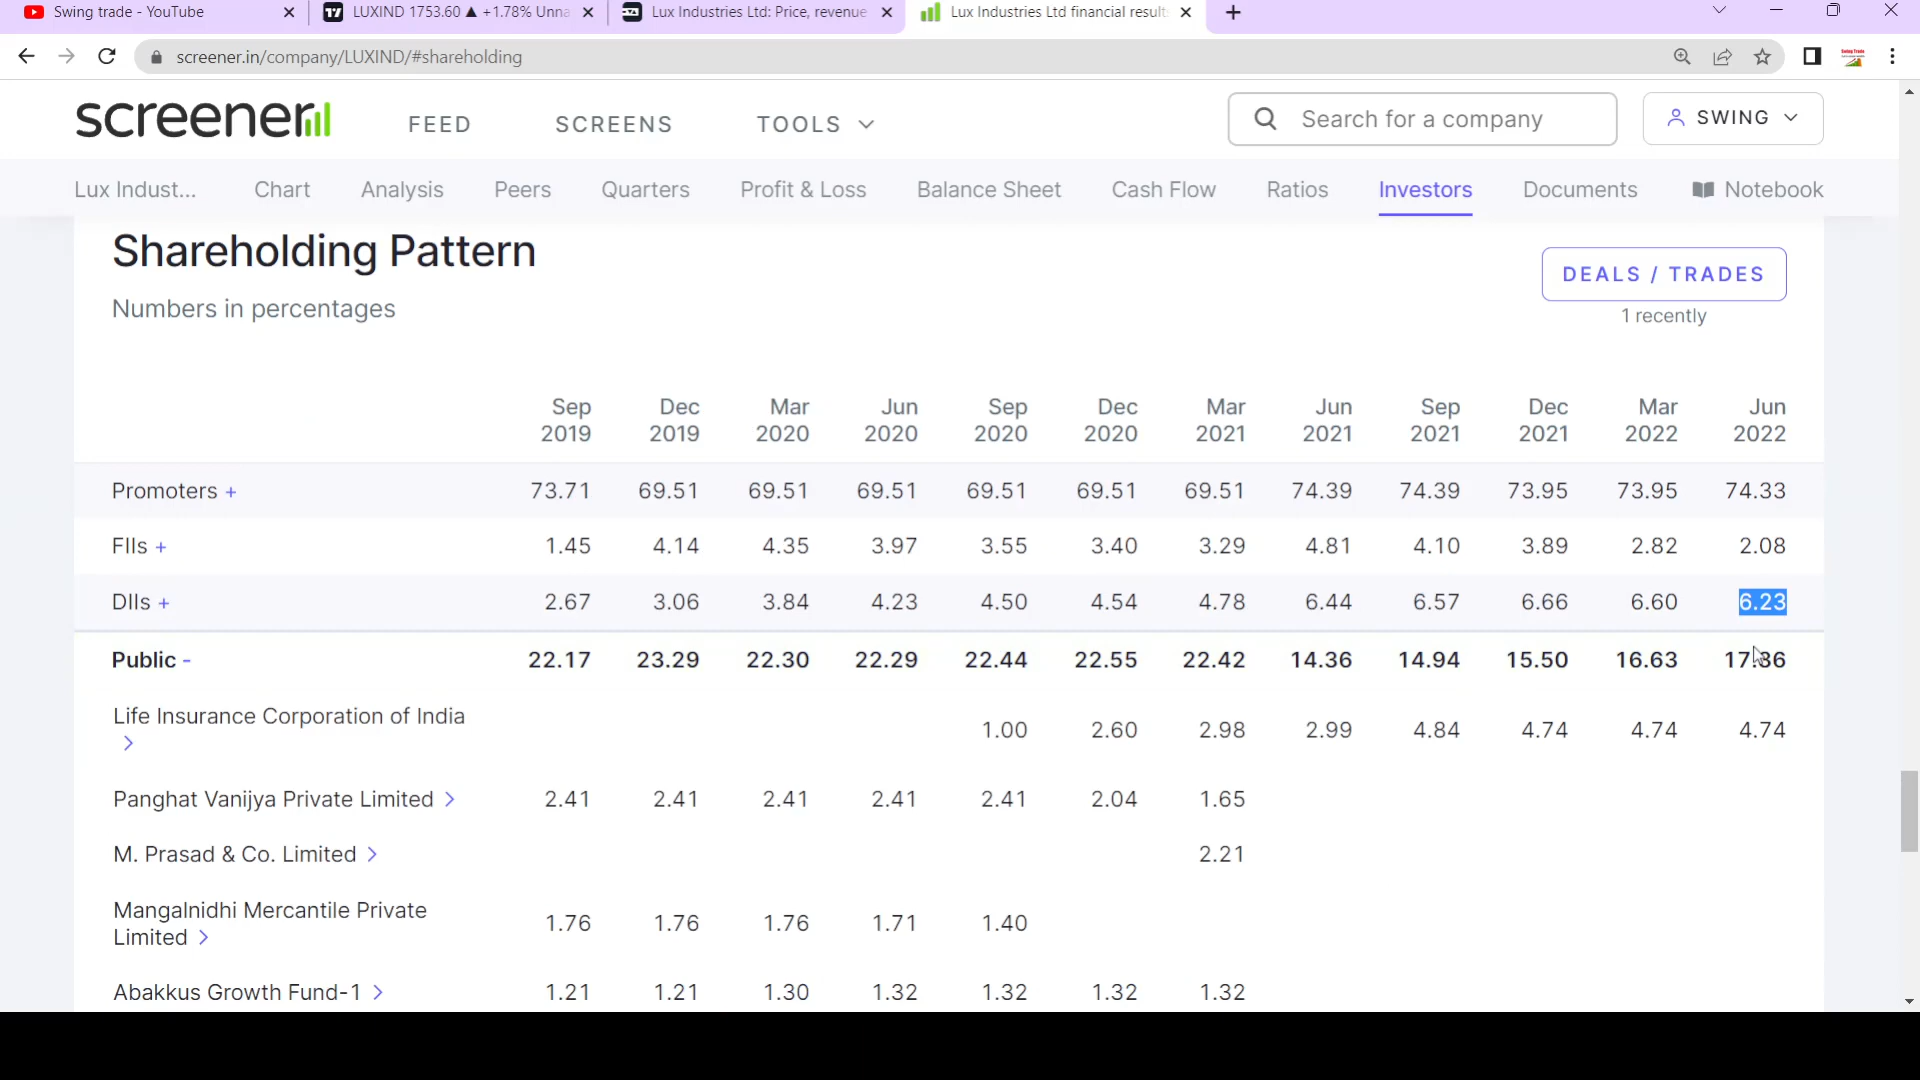 Swing trade - YouTube
LUXIND 1753.60 ▲ +1.78% Unna
Lux Industries Ltd: Price, revenue
Lux Industries Ltd financial result
screener.in/company/LUXIND/#shareholding
screener
FEED
SCREENS
TOOLS
Search for a company
SWING
Lux Indust...
Chart
Analysis
Peers
Quarters
Profit & Loss
Balance Sheet
Cash Flow
Ratios
Investors
Documents
Notebook
Shareholding Pattern
Numbers in percentages
DEALS / TRADES
1 recently
Sep 2019 Dec 2019 Mar 2020 Jun 2020 Sep 2020 Dec 2020 Mar 2021 Jun 2021 Sep 2021 Dec 2021 Mar 2022 Jun 2022
Promoters + 73.71 69.51 69.51 69.51 69.51 69.51 69.51 74.39 74.39 73.95 73.95 74.33
FIIs + 1.45 4.14 4.35 3.97 3.55 3.40 3.29 4.81 4.10 3.89 2.82 2.08
DIIs + 2.67 3.06 3.84 4.23 4.50 4.54 4.78 6.44 6.57 6.66 6.60 6.23
Public - 22.17 23.29 22.30 22.29 22.44 22.55 22.42 14.36 14.94 15.50 16.63 17.36
Life Insurance Corporation of India > 1.00 2.60 2.98 2.99 4.84 4.74 4.74 4.74
Panghat Vanijya Private Limited > 2.41 2.41 2.41 2.41 2.41 2.04 1.65
M. Prasad & Co. Limited > 2.21
Mangalnidhi Mercantile Private Limited > 1.76 1.76 1.76 1.71 1.40
Abakkus Growth Fund-1 > 1.21 1.21 1.30 1.32 1.32 1.32 1.32